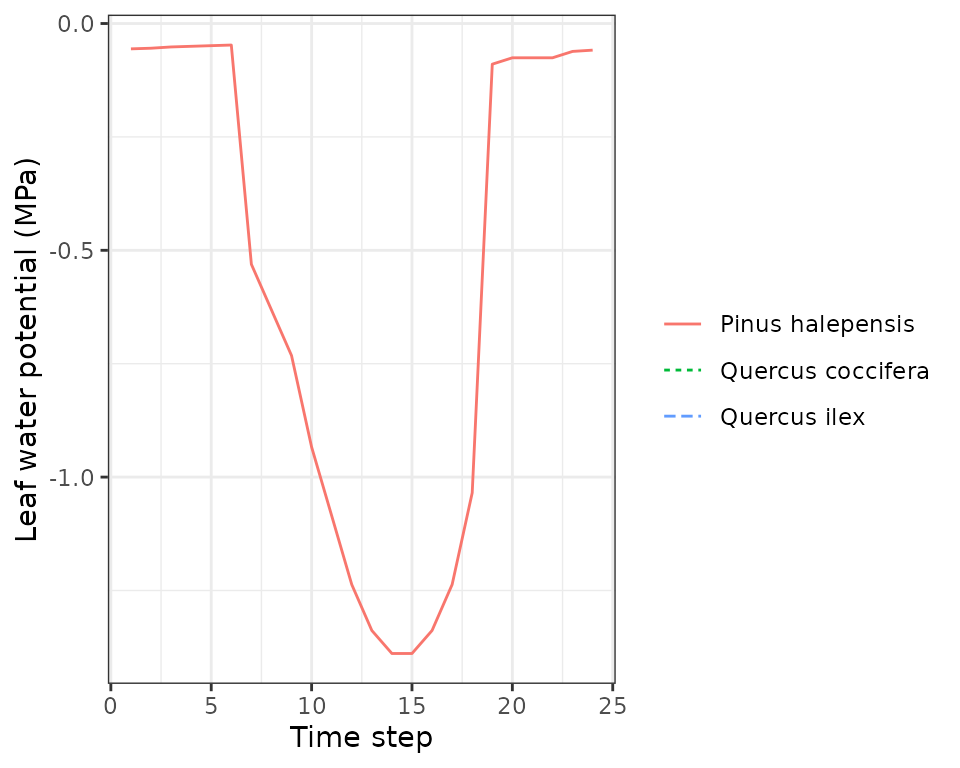 0.0
-0.5
-1.0
Leaf water potential (MPa)
0
5
10
15
20
25
Time step
Pinus halepensis
Quercus coccifera
Quercus ilex